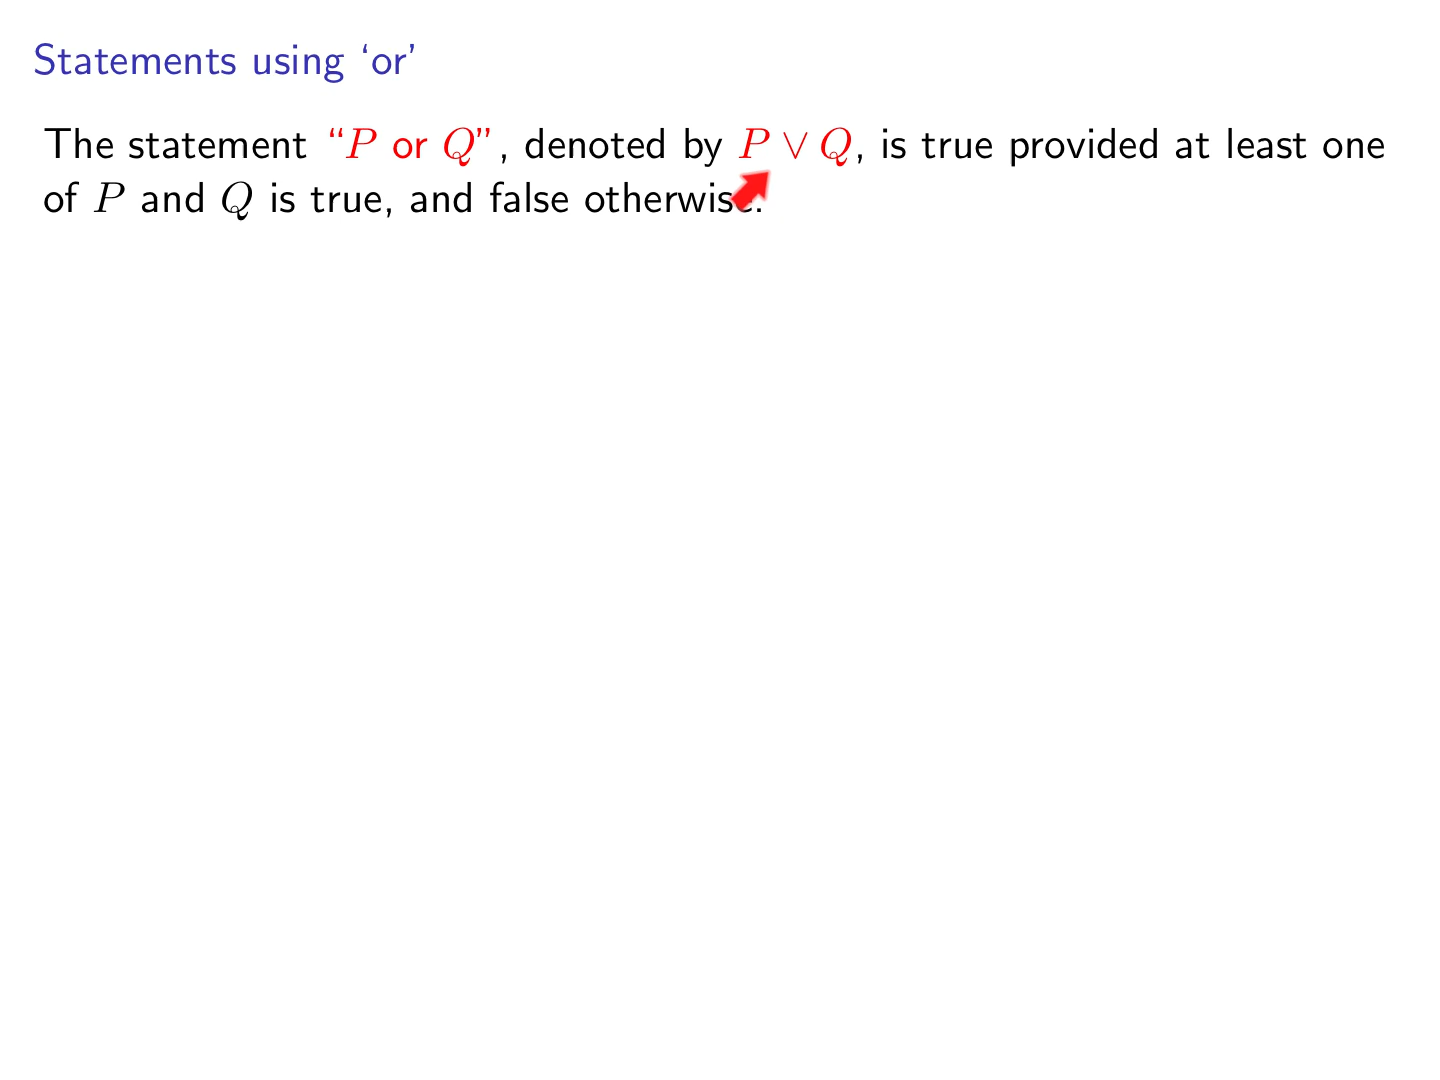 Statements using ‘or’
The statement “P or Q”, denoted by P ∨ Q, is true provided at least one
of P and Q is true, and false otherwise.